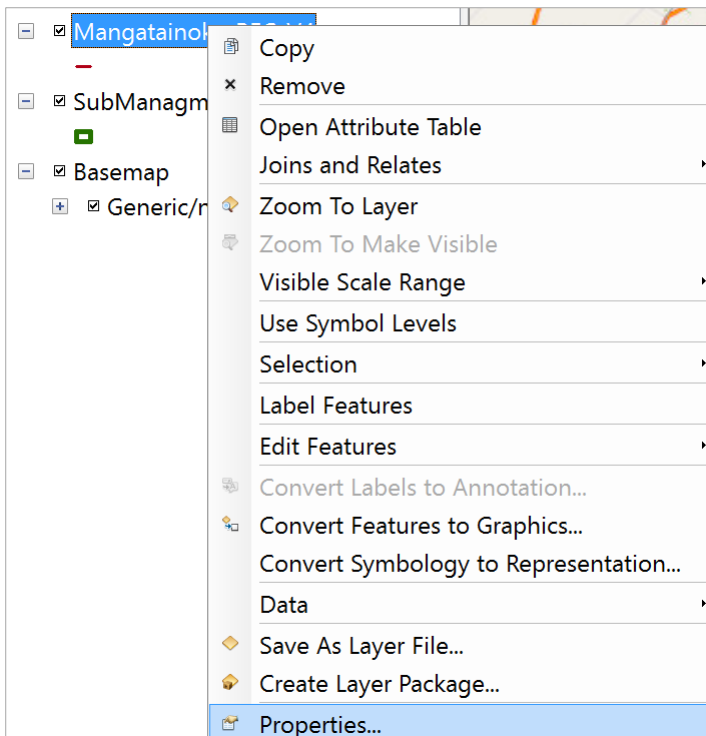 Mangatainok
SubManagm
Basemap
Generic/r
Copy
Remove
Open Attribute Table
Joins and Relates
Zoom To Layer
Zoom To Make Visible
Visible Scale Range
Use Symbol Levels
Selection
Label Features
Edit Features
Convert Labels to Annotation...
Convert Features to Graphics...
Convert Symbology to Representation...
Data
Save As Layer File...
Create Layer Package...
Properties...